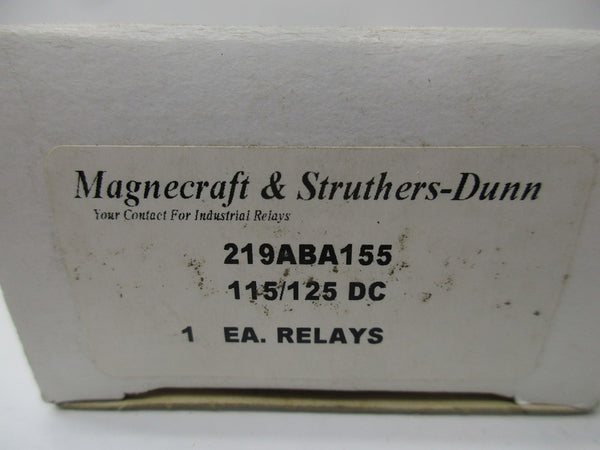 Magnecraft & Struthers-Dunn
Your Contact For Industrial Relays
219ABA155
115/125 DC
1 EA. RELAYS